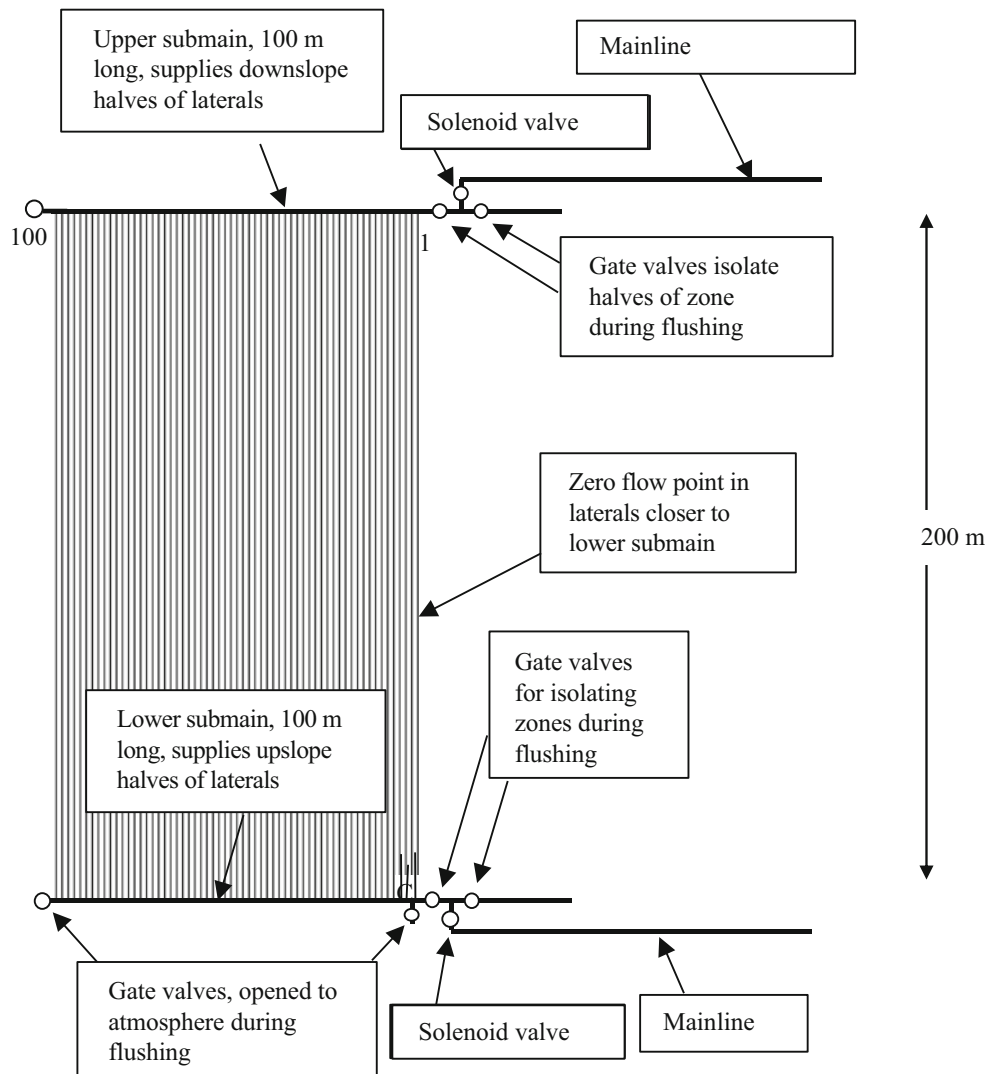 Upper submain, 100 m
long, supplies downslope
halves of laterals
Mainline
Solenoid valve
100
1
Gate valves isolate
halves of zone
during flushing
Zero flow point in
laterals closer to
lower submain
200 m
Gate valves
for isolating
zones during
flushing
Lower submain, 100 m
long, supplies upslope
halves of laterals
Gate valves, opened to
atmosphere during
flushing
Solenoid valve
Mainline